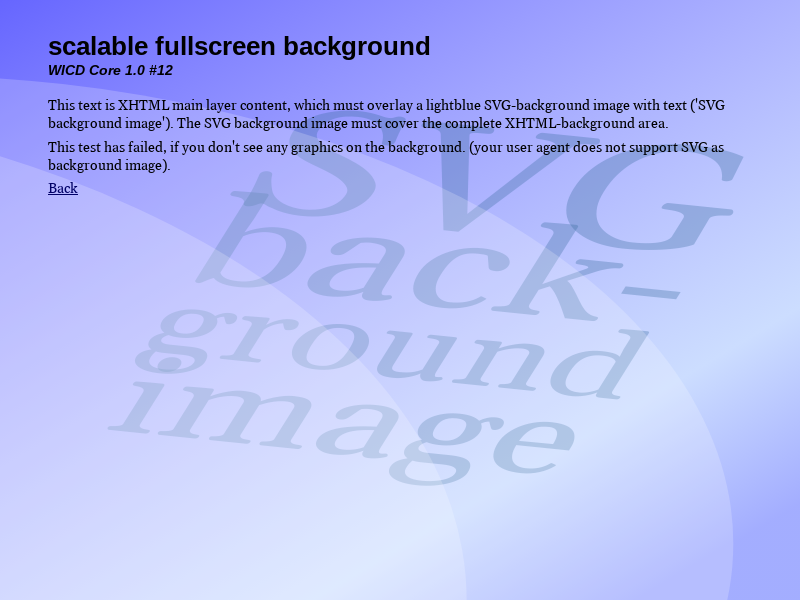 scalable fullscreen background
WICD Core 1.0 #12
This text is XHTML main layer content, which must overlay a lightblue SVG-background image with text ('SVG
background image'). The SVG background image must cover the complete XHTML-background area.
This test has failed, if you don't see any graphics on the background. (your user agent does not support SVG as
background image).
Back
SVG
back-
ground
image